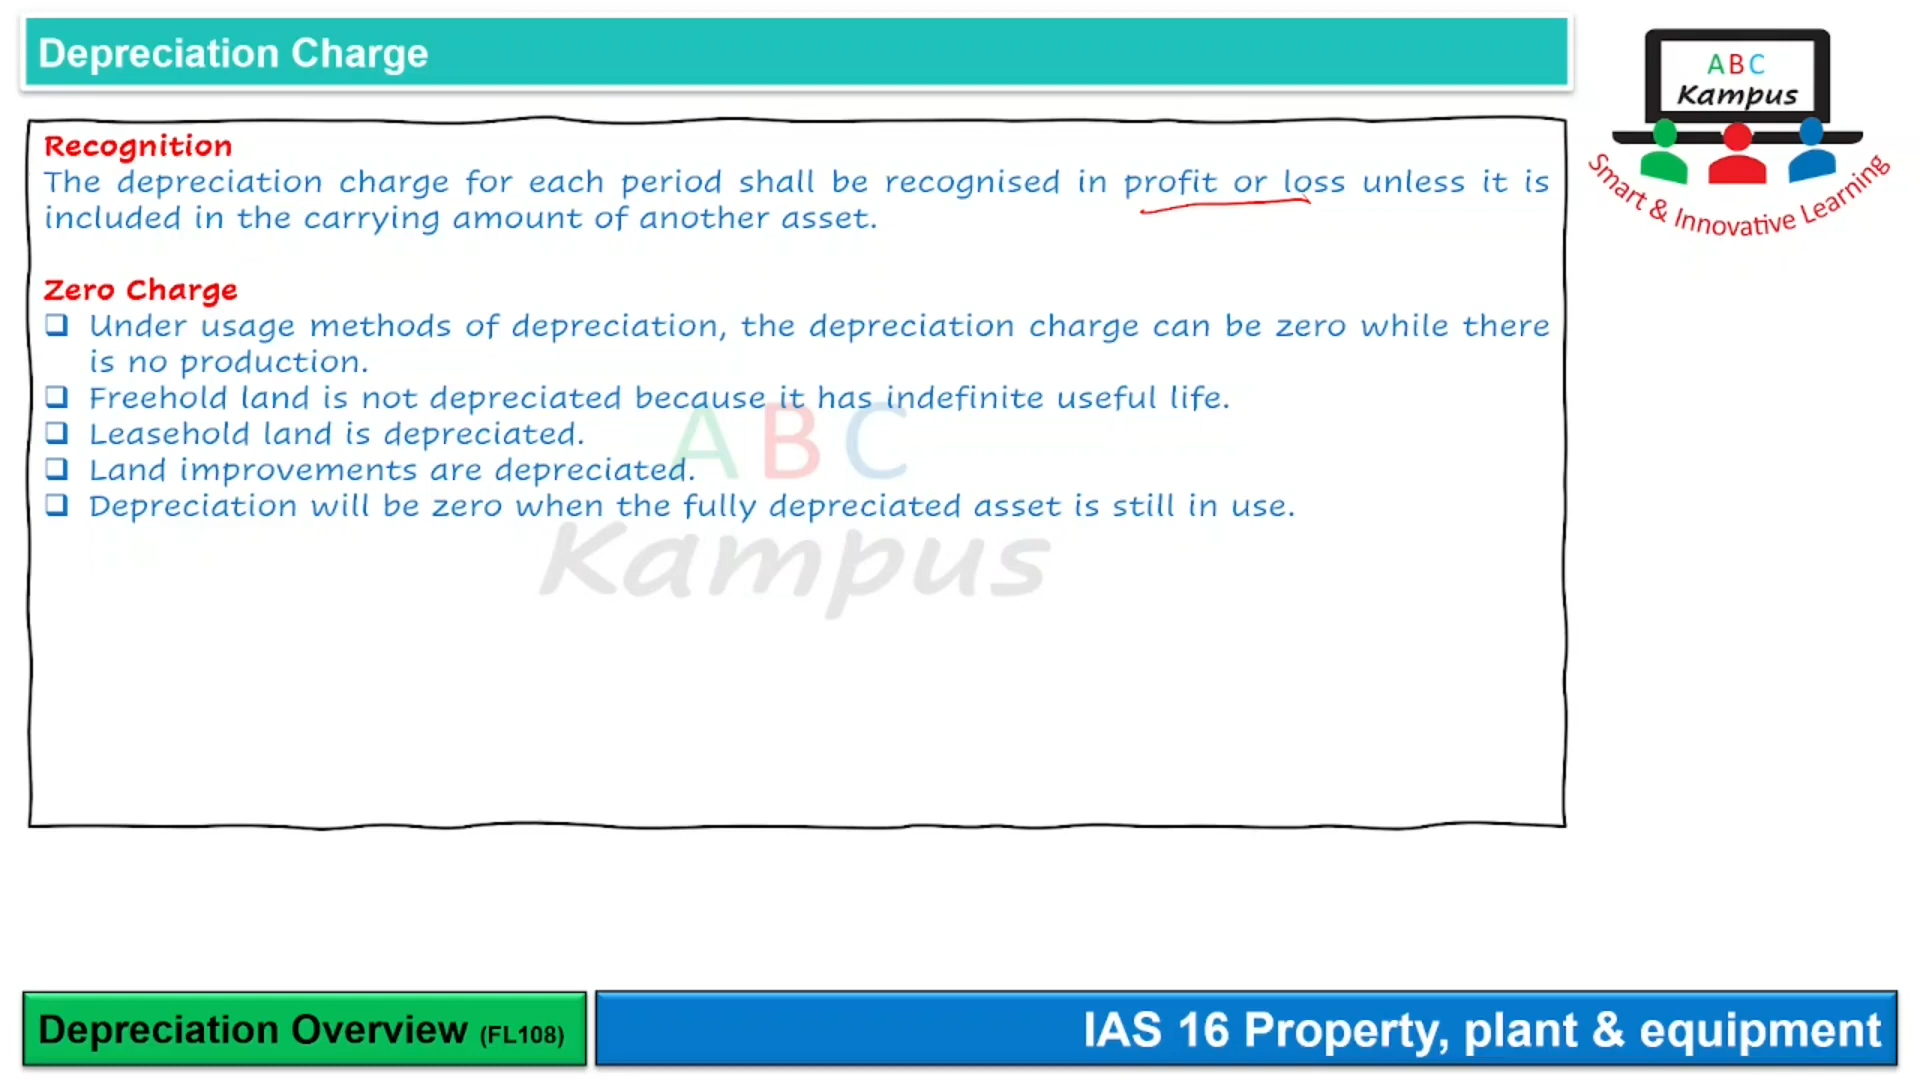 Depreciation Charge
A B C
Kampus
Smart & Innovative Learning
Recognition
The depreciation charge for each period shall be recognised in profit or loss unless it is
included in the carrying amount of another asset.
Zero Charge
❑ Under usage methods of depreciation, the depreciation charge can be zero while there
is no production.
❑ Freehold land is not depreciated because it has indefinite useful life.
❑ Leasehold land is depreciated.
❑ Land improvements are depreciated.
❑ Depreciation will be zero when the fully depreciated asset is still in use.
A B C
Kampus
Depreciation Overview (FL108)
IAS 16 Property, plant & equipment